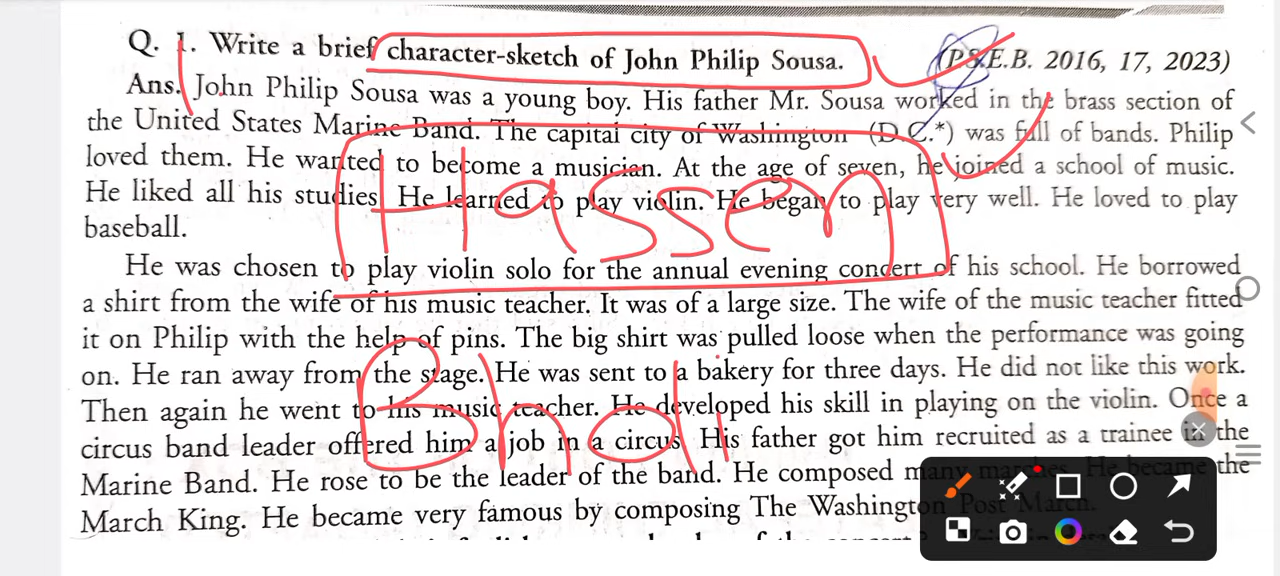 Q. 1. Write a brief character-sketch of John Philip Sousa. (P.S.E.B. 2016, 17, 2023)
Ans. John Philip Sousa was a young boy. His father Mr. Sousa worked in the brass section of
the United States Marine Band. The capital city of Washington (D.C.*) was full of bands. Philip
loved them. He wanted to become a musician. At the age of seven, he joined a school of music.
He liked all his studies. He learned to play violin. He began to play very well. He loved to play
baseball.
Hassen
He was chosen to play violin solo for the annual evening concert of his school. He borrowed
a shirt from the wife of his music teacher. It was of a large size. The wife of the music teacher fitted
it on Philip with the help of pins. The big shirt was pulled loose when the performance was going
on. He ran away from the stage. He was sent to a bakery for three days. He did not like this work.
Then again he went to his music teacher. He developed his skill in playing on the violin. Once a
circus band leader offered him a job in a circus. His father got him recruited as a trainee in the
Bhai
Marine Band. He rose to be the leader of the band. He composed many marches. He became the
March King. He became very famous by composing The Washington Post March.